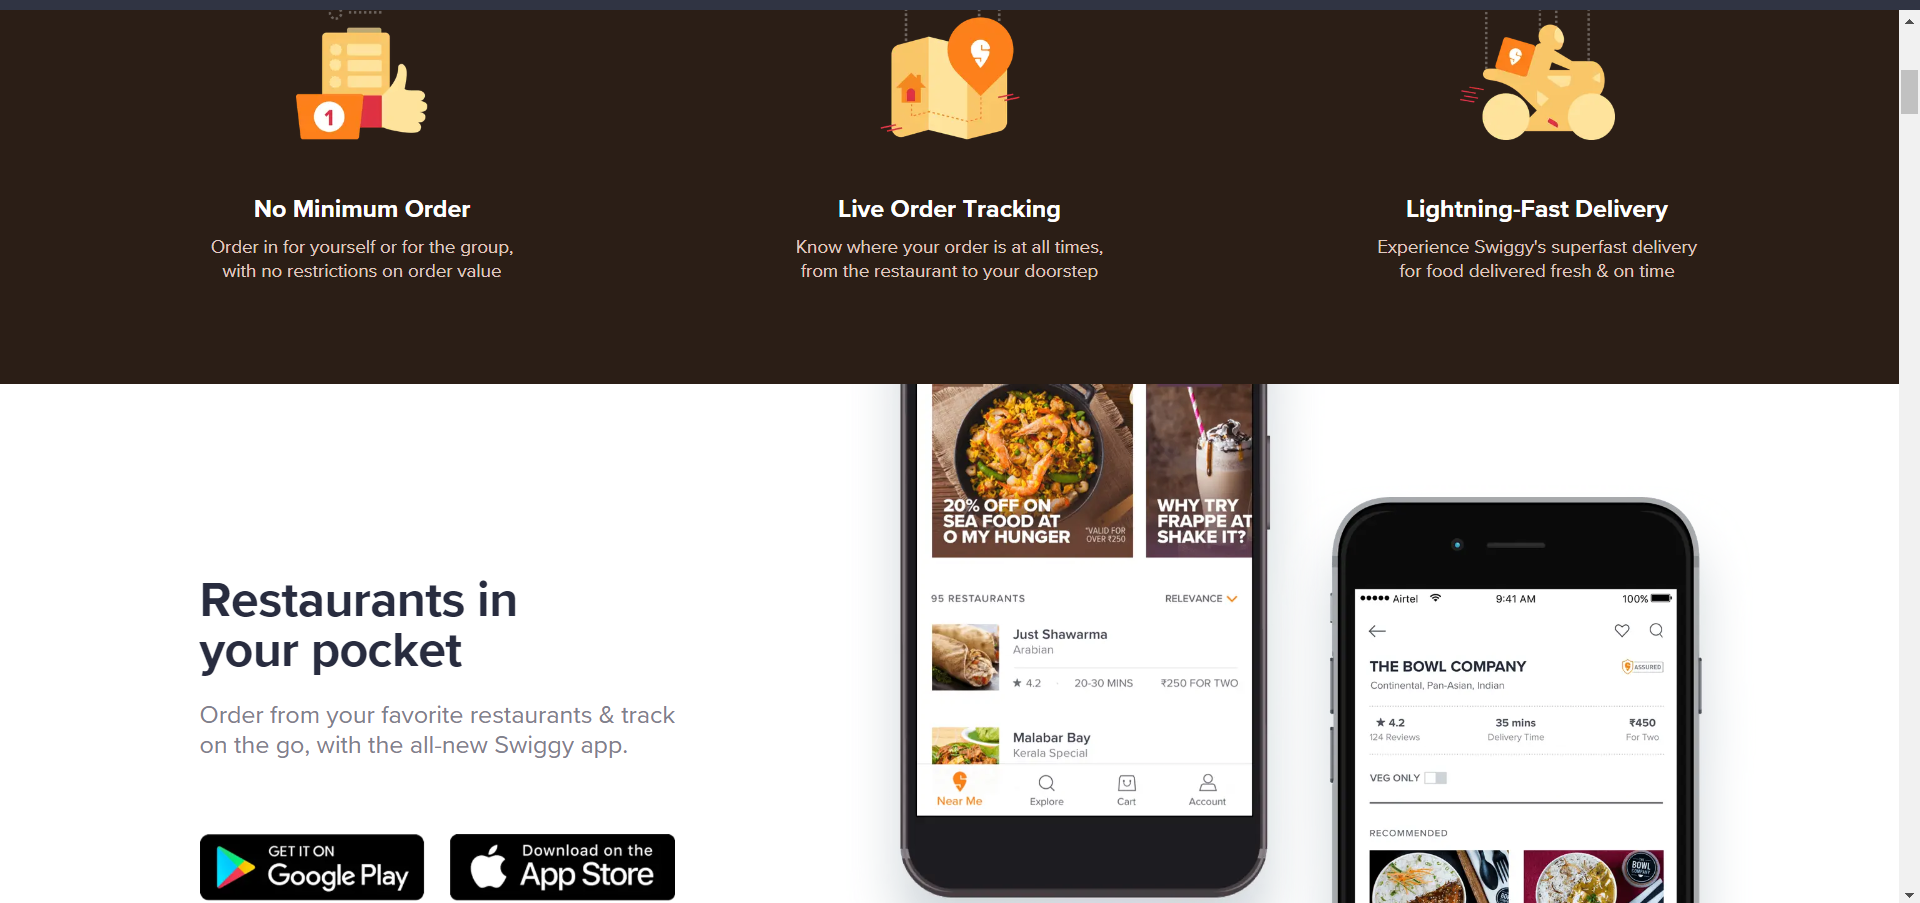 1
No Minimum Order
Order in for yourself or for the group,
with no restrictions on order value
Live Order Tracking
Know where your order is at all times,
from the restaurant to your doorstep
Lightning-Fast Delivery
Experience Swiggy's superfast delivery
for food delivered fresh & on time
Restaurants in
your pocket
Order from your favorite restaurants & track
on the go, with the all-new Swiggy app.
GET IT ON
Google Play
Download on the
App Store
20% OFF ON
SEA FOOD AT
O MY HUNGER
*VALID FOR
OVER ₹250
WHY TRY
FRAPPE AT
SHAKE IT?
95 RESTAURANTS
RELEVANCE
Just Shawarma
Arabian
★ 4.2 · 20-30 MINS ₹250 FOR TWO
Malabar Bay
Kerala Special
Near Me
Explore
Cart
Account
Airtel 9:41 AM 100%
THE BOWL COMPANY
ASSURED
Continental, Pan-Asian, Indian
★ 4.2 35 mins ₹450
124 Reviews Delivery Time For Two
VEG ONLY
RECOMMENDED
BOWL
COMPANY